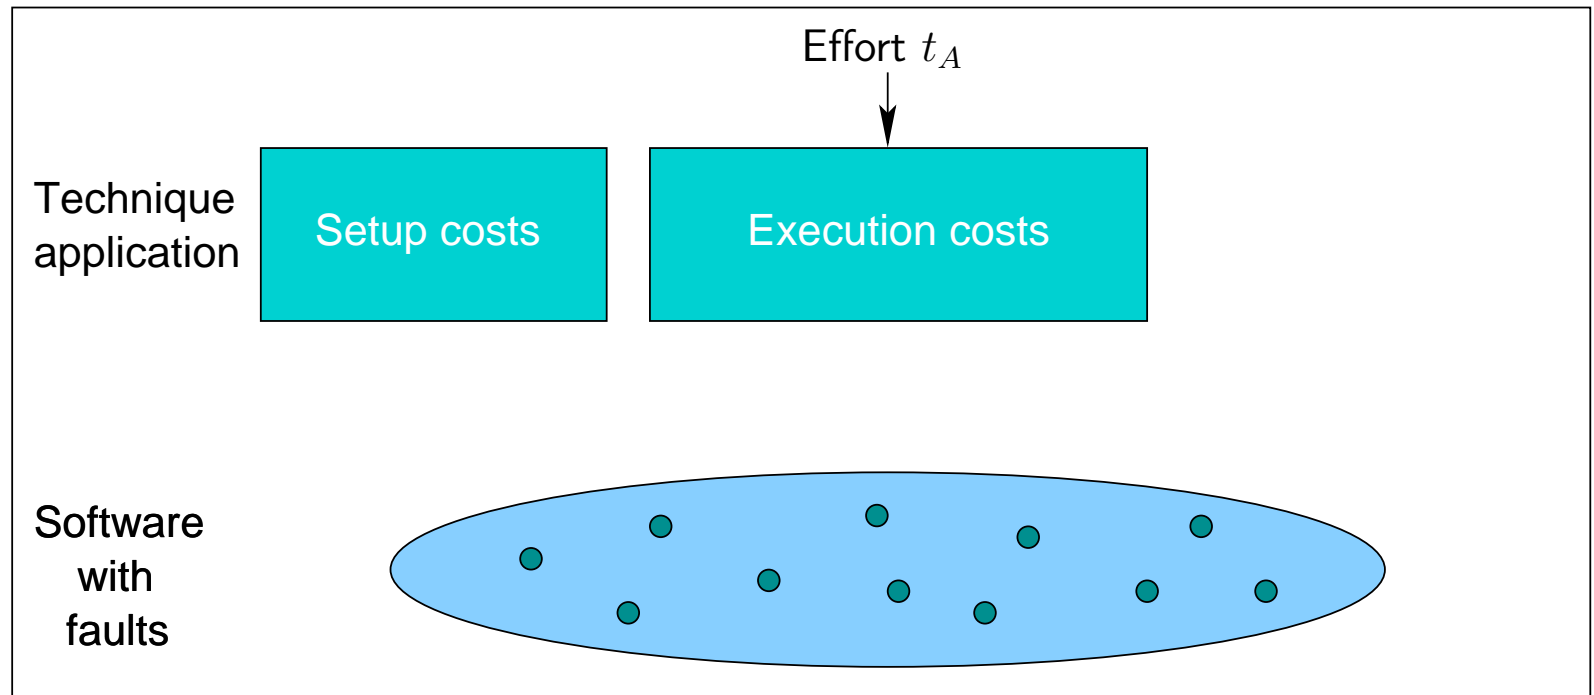 Effort t_A
Technique
application
Setup costs
Execution costs
Software
with
faults